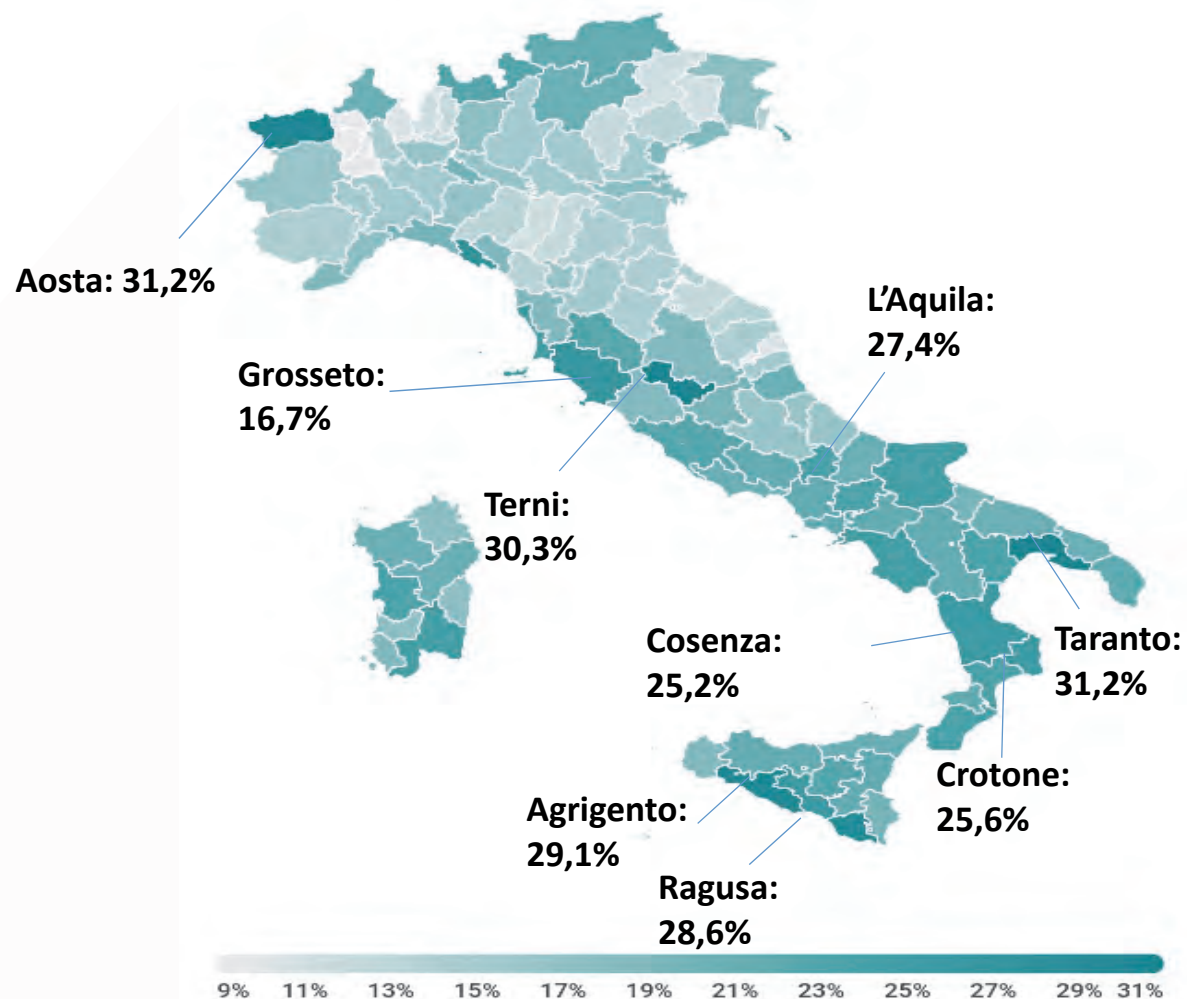 Aosta: 31,2%
L’Aquila:
27,4%
Grosseto:
16,7%
Terni:
30,3%
Cosenza:
25,2%
Taranto:
31,2%
Crotone:
25,6%
Agrigento:
29,1%
Ragusa:
28,6%
9% 11% 13% 15% 17% 19% 21% 23% 25% 27% 29% 31%